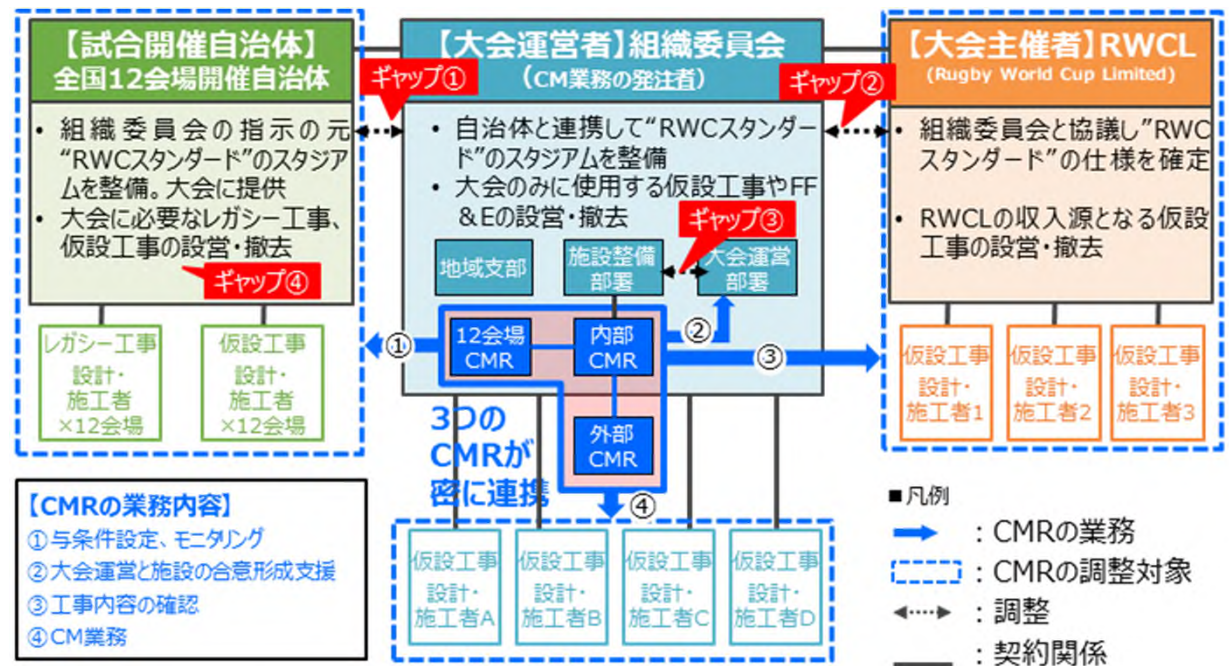 【試合開催自治体】
全国12会場開催自治体
• 組織委員会の指示の元
“RWCスタンダード”のスタジア
ムを整備。大会に提供
• 大会に必要なレガシー工事、
仮設工事の設営・撤去
ギャップ④
レガシー工事
設計・
施工者
×12会場
仮設工事
設計・
施工者
×12会場
ギャップ①
【大会運営者】組織委員会
(CM業務の発注者)
• 自治体と連携して“RWCスタンダー
ド”のスタジアムを整備
• 大会のみに使用する仮設工事やFF
&Eの設営・撤去
ギャップ③
地域支部
施設整備
部署
大会運営
部署
12会場
CMR
内部
CMR
外部
CMR
①
②
③
④
3つの
CMRが
密に連携
仮設工事
設計・
施工者A
仮設工事
設計・
施工者B
仮設工事
設計・
施工者C
仮設工事
設計・
施工者D
ギャップ②
【大会主催者】RWCL
(Rugby World Cup Limited)
• 組織委員会と協議し”RWC
スタンダード”の仕様を確定
• RWCLの収入源となる仮設
工事の設営・撤去
仮設工事
設計・
施工者1
仮設工事
設計・
施工者2
仮設工事
設計・
施工者3
【CMRの業務内容】
①与条件設定、モニタリング
②大会運営と施設の合意形成支援
③工事内容の確認
④CM業務
■凡例
：CMRの業務
：CMRの調整対象
：調整
：契約関係